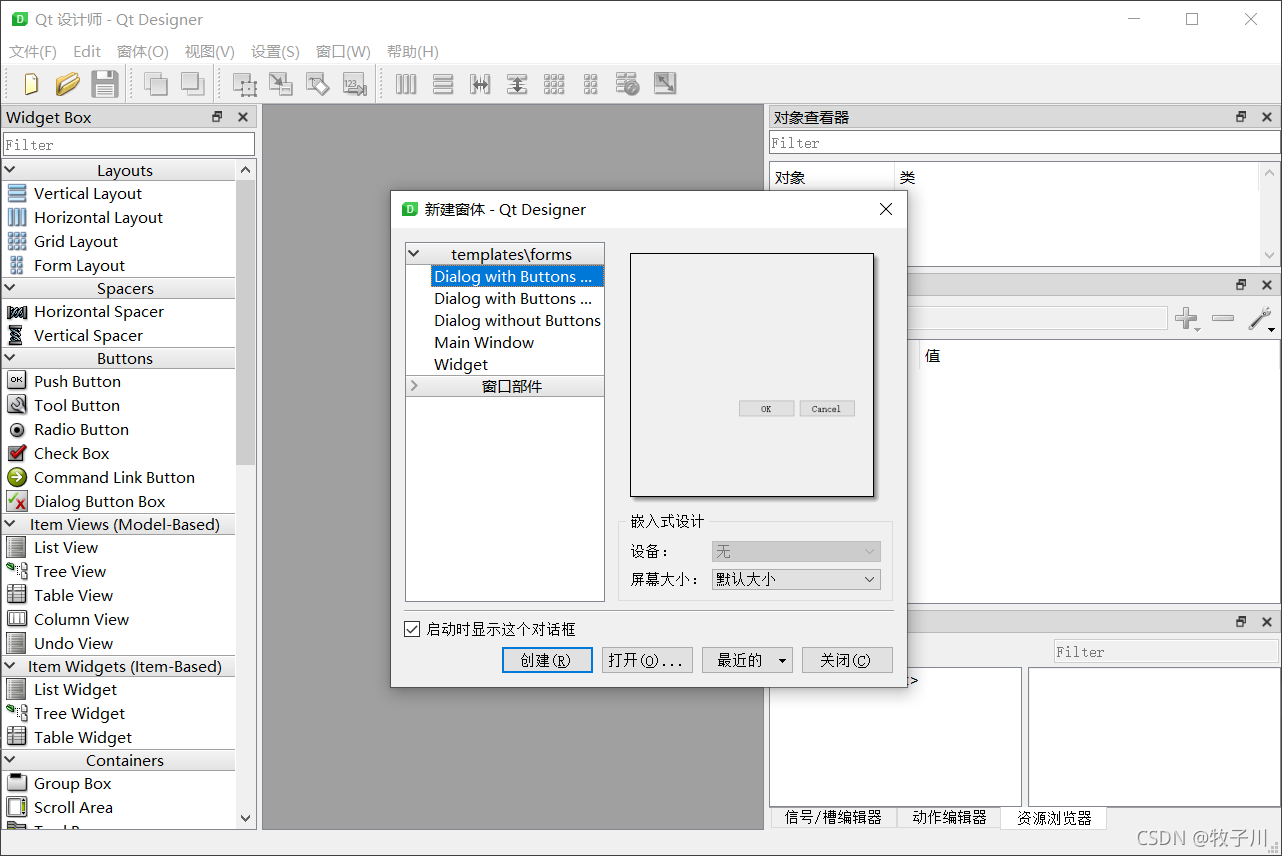 Qt 设计师 - Qt Designer
文件(F) Edit 窗体(O) 视图(V) 设置(S) 窗口(W) 帮助(H)
Widget Box
Filter
Layouts
Vertical Layout
Horizontal Layout
Grid Layout
Form Layout
Spacers
Horizontal Spacer
Vertical Spacer
Buttons
Push Button
Tool Button
Radio Button
Check Box
Command Link Button
Dialog Button Box
Item Views (Model-Based)
List View
Tree View
Table View
Column View
Undo View
Item Widgets (Item-Based)
List Widget
Tree Widget
Table Widget
Containers
Group Box
Scroll Area
新建窗体 - Qt Designer
templates\forms
Dialog with Buttons ...
Dialog with Buttons ...
Dialog without Buttons
Main Window
Widget
窗口部件
OK Cancel
嵌入式设计
设备： 无
屏幕大小： 默认大小
启动时显示这个对话框
创建(R) 打开(O)... 最近的 关闭(C)
对象查看器
Filter
对象 类
值
Filter
>
信号/槽编辑器 动作编辑器 资源浏览器
CSDN @牧子川